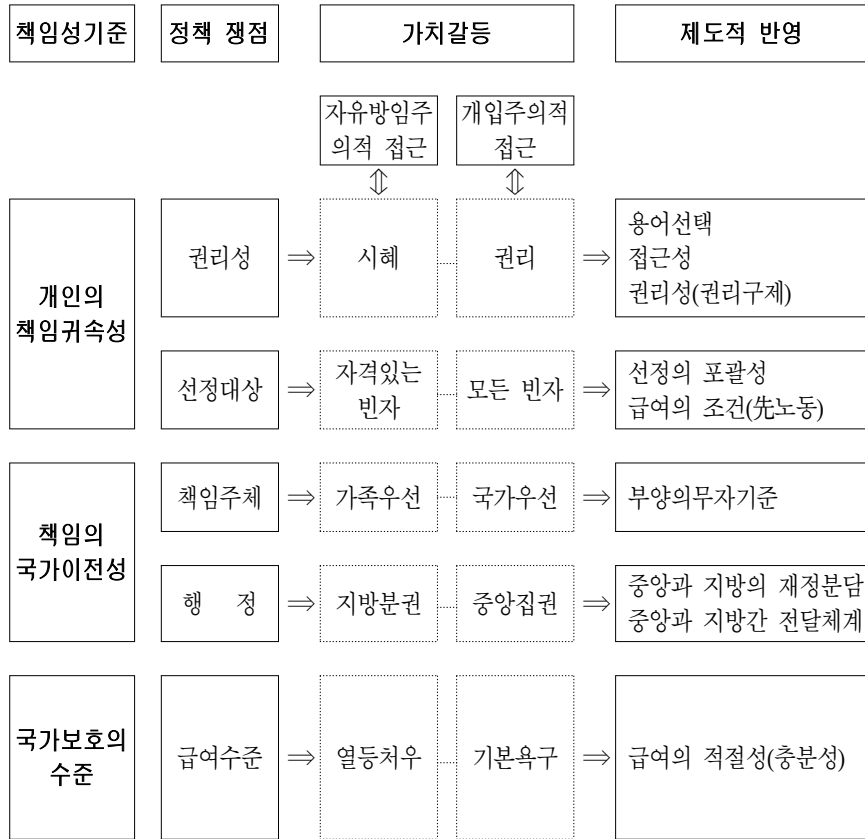 책임성기준 정책 쟁점 가치갈등 제도적 반영
자유방임주
의적 접근
개입주의적
접근
⇕ ⇕
개인의
책임귀속성
권리성 ⇒ 시혜 권리 ⇒
용어선택
접근성
권리성(권리구제)
선정대상 ⇒
자격있는
빈자
모든 빈자 ⇒
선정의 포괄성
급여의 조건(先노동)
책임의
국가이전성
책임주체 ⇒ 가족우선 국가우선 ⇒ 부양의무자기준
행 정 ⇒ 지방분권 중앙집권 ⇒
중앙과 지방의 재정분담
중앙과 지방간 전달체계
국가보호의
수준
급여수준 ⇒ 열등처우 기본욕구 ⇒ 급여의 적절성(충분성)